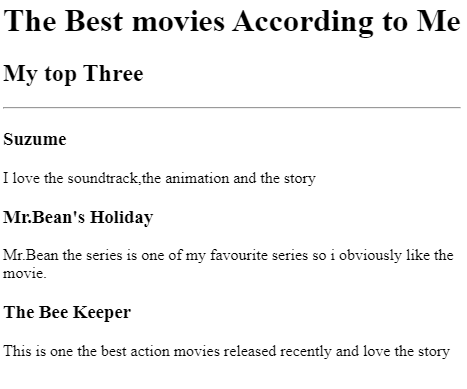 The Best movies According to Me
My top Three
Suzume
I love the soundtrack,the animation and the story
Mr.Bean's Holiday
Mr.Bean the series is one of my favourite series so i obviously like the
movie.
The Bee Keeper
This is one the best action movies released recently and love the story